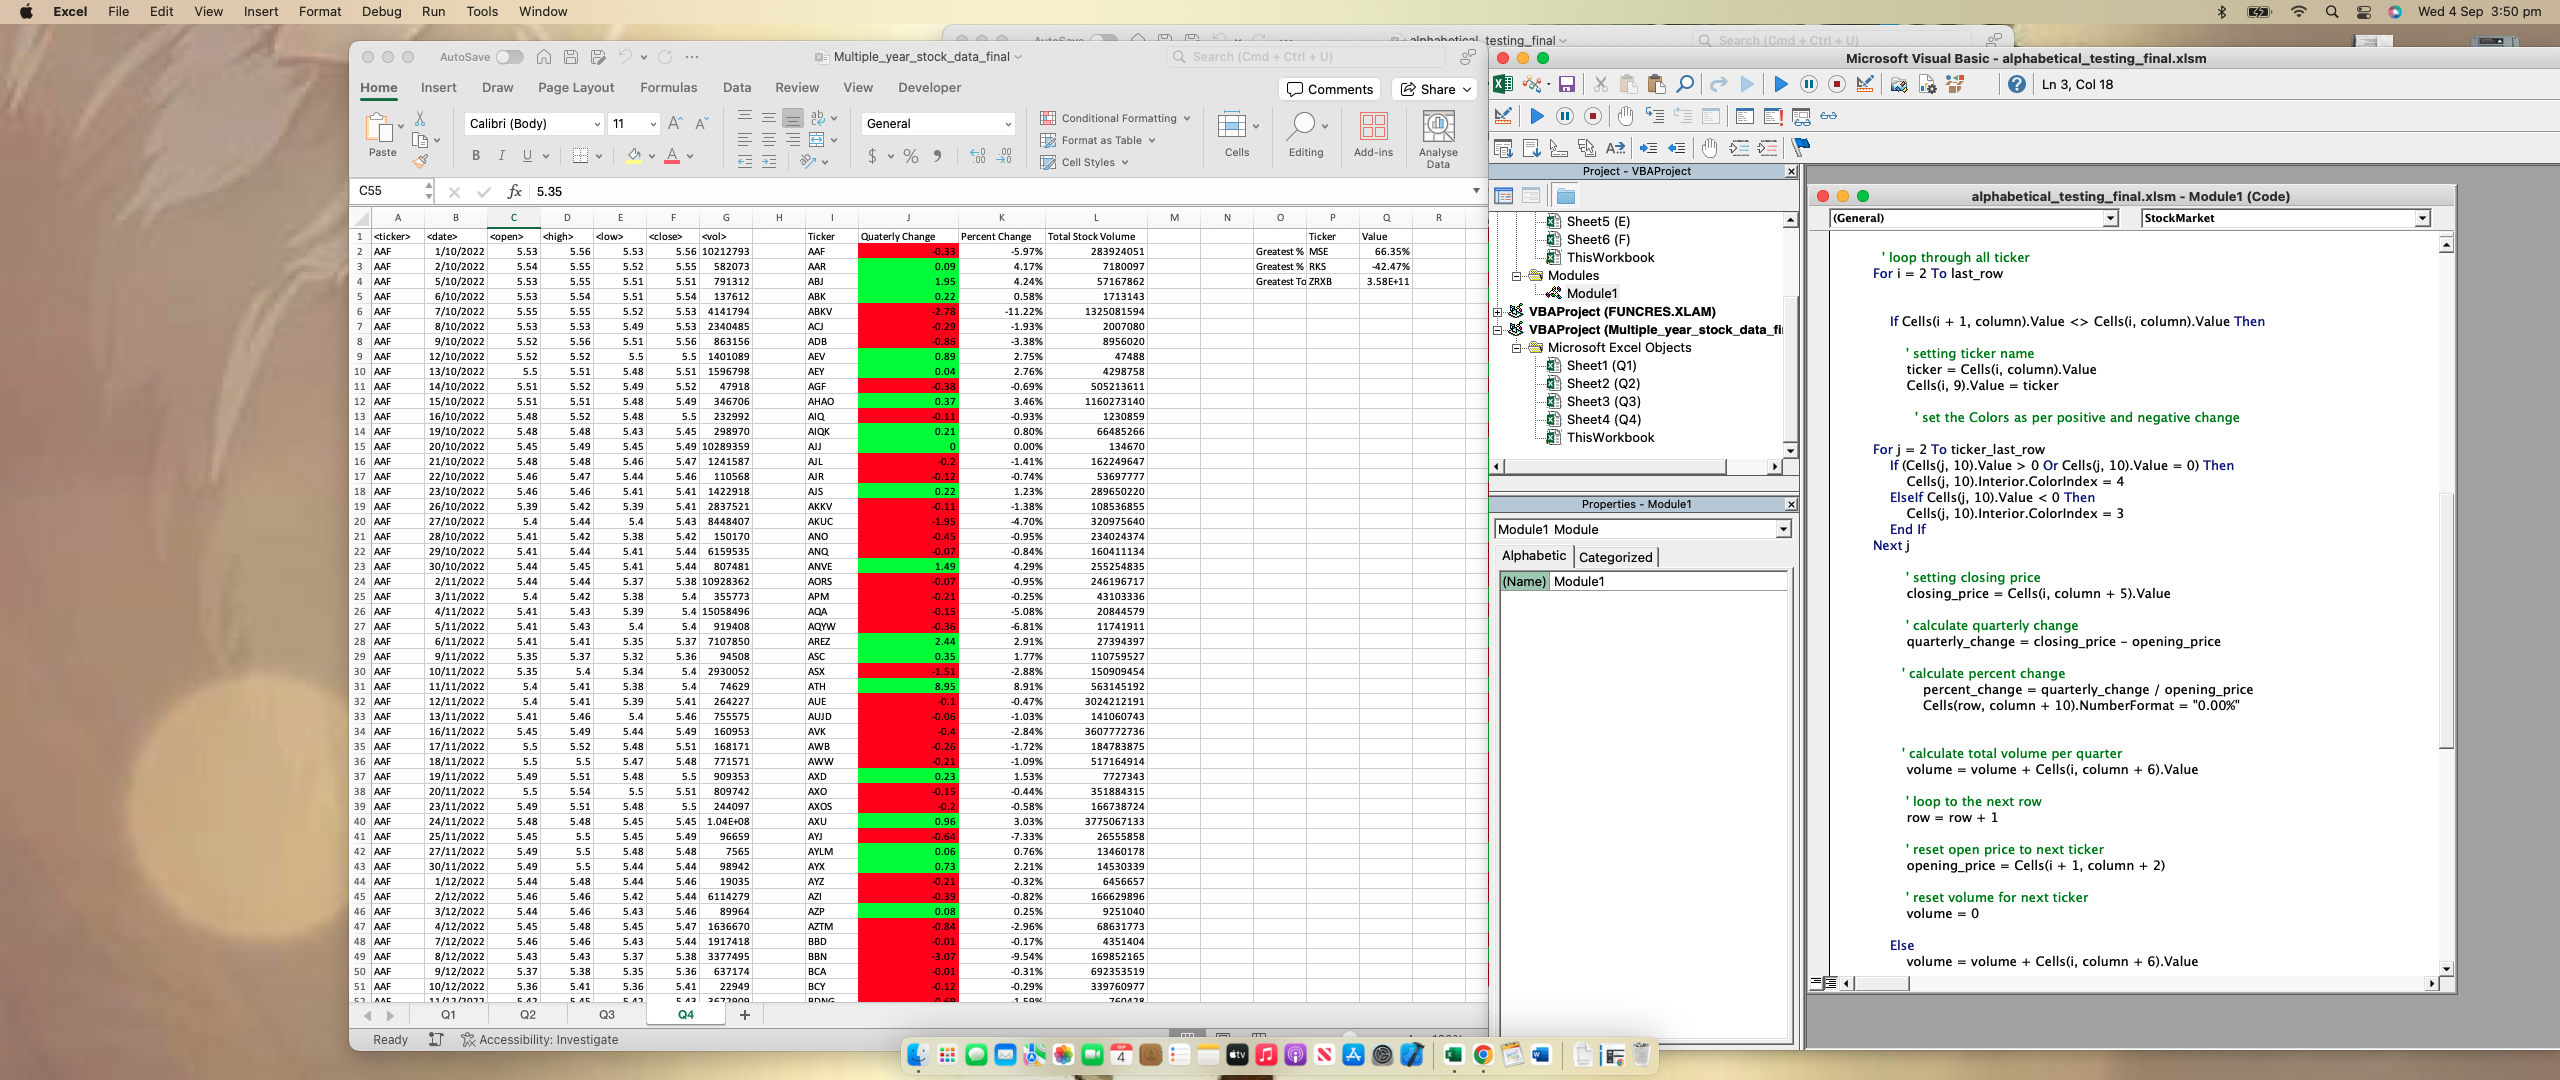 Excel File Edit View Insert Format Debug Run Tools Window Wed 4 Sep 3:50 pm
AutoSave Multiple_year_stock_data_final Search (Cmd + Ctrl + U)
alphabetical_testing_final Search (Cmd + Ctrl + U)
Home Insert Draw Page Layout Formulas Data Review View Developer Comments Share
Paste Calibri (Body) 11 General Conditional Formatting Format as Table Cell Styles Cells Editing Add-ins Analyse Data
C55 fx 5.35
A B C D E F G H I J K L M N O P Q R
1 <ticker> <date> <open> <high> <low> <close> <vol> Ticker Quaterly Change Percent Change Total Stock Volume Ticker Value
2 AAF 1/10/2022 5.53 5.56 5.53 5.56 10212793 AAF -0.33 -5.97% 283924051 Greatest % MSE 66.35%
3 AAF 2/10/2022 5.54 5.55 5.52 5.55 582073 AAR 0.09 4.17% 7180097 Greatest % RKS -42.47%
4 AAF 5/10/2022 5.53 5.55 5.51 5.51 791312 ABJ 1.95 4.24% 57167862 Greatest To ZRXB 3.58E+11
5 AAF 6/10/2022 5.53 5.54 5.51 5.54 137612 ABK 0.22 0.58% 1713143
6 AAF 7/10/2022 5.55 5.55 5.52 5.53 4141794 ABKV -2.78 -11.22% 1325081594
7 AAF 8/10/2022 5.53 5.53 5.49 5.53 2340485 ACJ -0.29 -1.93% 2007080
8 AAF 9/10/2022 5.52 5.56 5.51 5.56 863156 ADB -0.86 -3.38% 8956020
9 AAF 12/10/2022 5.52 5.52 5.5 5.5 1401089 AEV 0.89 2.75% 47488
10 AAF 13/10/2022 5.5 5.51 5.48 5.51 1596798 AEY 0.04 2.76% 4298758
11 AAF 14/10/2022 5.51 5.52 5.49 5.52 47918 AGF -0.38 -0.69% 505213611
12 AAF 15/10/2022 5.51 5.51 5.48 5.49 346706 AHAO 0.37 3.46% 1160273140
13 AAF 16/10/2022 5.48 5.52 5.48 5.5 232992 AIQ -0.11 -0.93% 1230859
14 AAF 19/10/2022 5.48 5.48 5.43 5.45 298970 AIQK 0.21 0.80% 66485266
15 AAF 20/10/2022 5.45 5.49 5.45 5.49 10289359 AJJ 0 0.00% 134670
16 AAF 21/10/2022 5.48 5.48 5.46 5.47 1241587 AJL -0.2 -1.41% 162249647
17 AAF 22/10/2022 5.46 5.47 5.44 5.46 110568 AJR -0.12 -0.74% 53697777
18 AAF 23/10/2022 5.46 5.46 5.41 5.41 1422918 AJS 0.22 1.23% 289650220
19 AAF 26/10/2022 5.39 5.42 5.39 5.41 2837521 AKKV -0.11 -1.38% 108536855
20 AAF 27/10/2022 5.4 5.44 5.4 5.43 8448407 AKUC -1.95 -4.70% 320975640
21 AAF 28/10/2022 5.41 5.42 5.38 5.42 150170 ANO -0.45 -0.95% 234024374
22 AAF 29/10/2022 5.41 5.44 5.41 5.44 6159535 ANQ -0.07 -0.84% 160411134
23 AAF 30/10/2022 5.44 5.45 5.41 5.44 807481 ANVE 1.49 4.29% 255254835
24 AAF 2/11/2022 5.44 5.44 5.37 5.38 10928362 AORS -0.07 -0.95% 246196717
25 AAF 3/11/2022 5.4 5.42 5.38 5.4 355773 APM -0.21 -0.25% 43103336
26 AAF 4/11/2022 5.41 5.43 5.39 5.4 15058496 AQA -0.15 -5.08% 20844579
27 AAF 5/11/2022 5.41 5.43 5.4 5.4 919408 AQYW -0.36 -6.81% 11741911
28 AAF 6/11/2022 5.41 5.41 5.35 5.37 7107850 AREZ 2.44 2.91% 27394397
29 AAF 9/11/2022 5.35 5.37 5.32 5.36 94508 ASC 0.35 1.77% 110759527
30 AAF 10/11/2022 5.35 5.4 5.34 5.4 2930052 ASX -1.51 -2.88% 150909454
31 AAF 11/11/2022 5.4 5.41 5.38 5.4 74629 ATH 8.95 8.91% 563145192
32 AAF 12/11/2022 5.4 5.41 5.39 5.41 264227 AUE -0.1 -0.47% 3024212191
33 AAF 13/11/2022 5.41 5.46 5.4 5.46 755575 AUJD -0.06 -1.03% 141060743
34 AAF 16/11/2022 5.45 5.49 5.44 5.49 160953 AVK -0.4 -2.84% 3607772736
35 AAF 17/11/2022 5.5 5.52 5.48 5.51 168171 AWB -0.26 -1.72% 184783875
36 AAF 18/11/2022 5.5 5.5 5.47 5.48 771571 AWW -0.21 -1.09% 517164914
37 AAF 19/11/2022 5.49 5.51 5.48 5.5 909353 AXD 0.23 1.53% 7727343
38 AAF 20/11/2022 5.5 5.54 5.5 5.51 809742 AXO -0.15 -0.44% 351884315
39 AAF 23/11/2022 5.49 5.51 5.48 5.5 244097 AXOS -0.2 -0.58% 166738724
40 AAF 24/11/2022 5.48 5.48 5.45 5.45 1.04E+08 AXU 0.96 3.03% 3775067133
41 AAF 25/11/2022 5.45 5.5 5.45 5.49 96659 AYJ -0.64 -7.33% 26555858
42 AAF 27/11/2022 5.49 5.5 5.48 5.48 7565 AYLM 0.06 0.76% 13460178
43 AAF 30/11/2022 5.49 5.5 5.44 5.44 98942 AYX 0.73 2.21% 14530339
44 AAF 1/12/2022 5.44 5.48 5.44 5.46 19035 AYZ -0.21 -0.32% 6456657
45 AAF 2/12/2022 5.46 5.46 5.42 5.44 6114279 AZI -0.39 -0.82% 166629896
46 AAF 3/12/2022 5.44 5.46 5.43 5.46 89964 AZP 0.08 0.25% 9251040
47 AAF 4/12/2022 5.45 5.48 5.45 5.47 1636670 AZTM -0.84 -2.96% 68631773
48 AAF 7/12/2022 5.46 5.46 5.43 5.44 1917418 BBD -0.01 -0.17% 4351404
49 AAF 8/12/2022 5.43 5.43 5.37 5.38 3377495 BBN -3.07 -9.54% 169852165
50 AAF 9/12/2022 5.37 5.38 5.35 5.36 637174 BCA -0.01 -0.31% 692353519
51 AAF 10/12/2022 5.36 5.41 5.36 5.41 22949 BCY -0.12 -0.29% 339760977
Q1 Q2 Q3 Q4
Ready Accessibility: Investigate
Microsoft Visual Basic - alphabetical_testing_final.xlsm
Ln 3, Col 18
Project - VBAProject
Sheet5 (E)
Sheet6 (F)
ThisWorkbook
Modules
Module1
VBAProject (FUNCRES.XLAM)
VBAProject (Multiple_year_stock_data_fi
Microsoft Excel Objects
Sheet1 (Q1)
Sheet2 (Q2)
Sheet3 (Q3)
Sheet4 (Q4)
ThisWorkbook
Properties - Module1
Module1 Module
Alphabetic Categorized
(Name) Module1
alphabetical_testing_final.xlsm - Module1 (Code)
(General) StockMarket
' loop through all ticker
For i = 2 To last_row
If Cells(i + 1, column).Value <> Cells(i, column).Value Then
' setting ticker name
ticker = Cells(i, column).Value
Cells(i, 9).Value = ticker
' set the Colors as per positive and negative change
For j = 2 To ticker_last_row
If (Cells(j, 10).Value > 0 Or Cells(j, 10).Value = 0) Then
Cells(j, 10).Interior.ColorIndex = 4
ElseIf Cells(j, 10).Value < 0 Then
Cells(j, 10).Interior.ColorIndex = 3
End If
Next j
' setting closing price
closing_price = Cells(i, column + 5).Value
' calculate quarterly change
quarterly_change = closing_price - opening_price
' calculate percent change
percent_change = quarterly_change / opening_price
Cells(row, column + 10).NumberFormat = "0.00%"
' calculate total volume per quarter
volume = volume + Cells(i, column + 6).Value
' loop to the next row
row = row + 1
' reset open price to next ticker
opening_price = Cells(i + 1, column + 2)
' reset volume for next ticker
volume = 0
Else
volume = volume + Cells(i, column + 6).Value